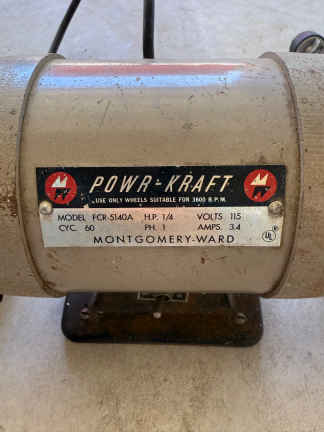 POWR-KRAFT
USE ONLY WHEELS SUITABLE FOR 3600 R.P.M.
MODEL FCR-5140A H.P. 1/4 VOLTS 115
CYC. 60 PH. 1 AMPS. 3.4
MONTGOMERY-WARD
UL